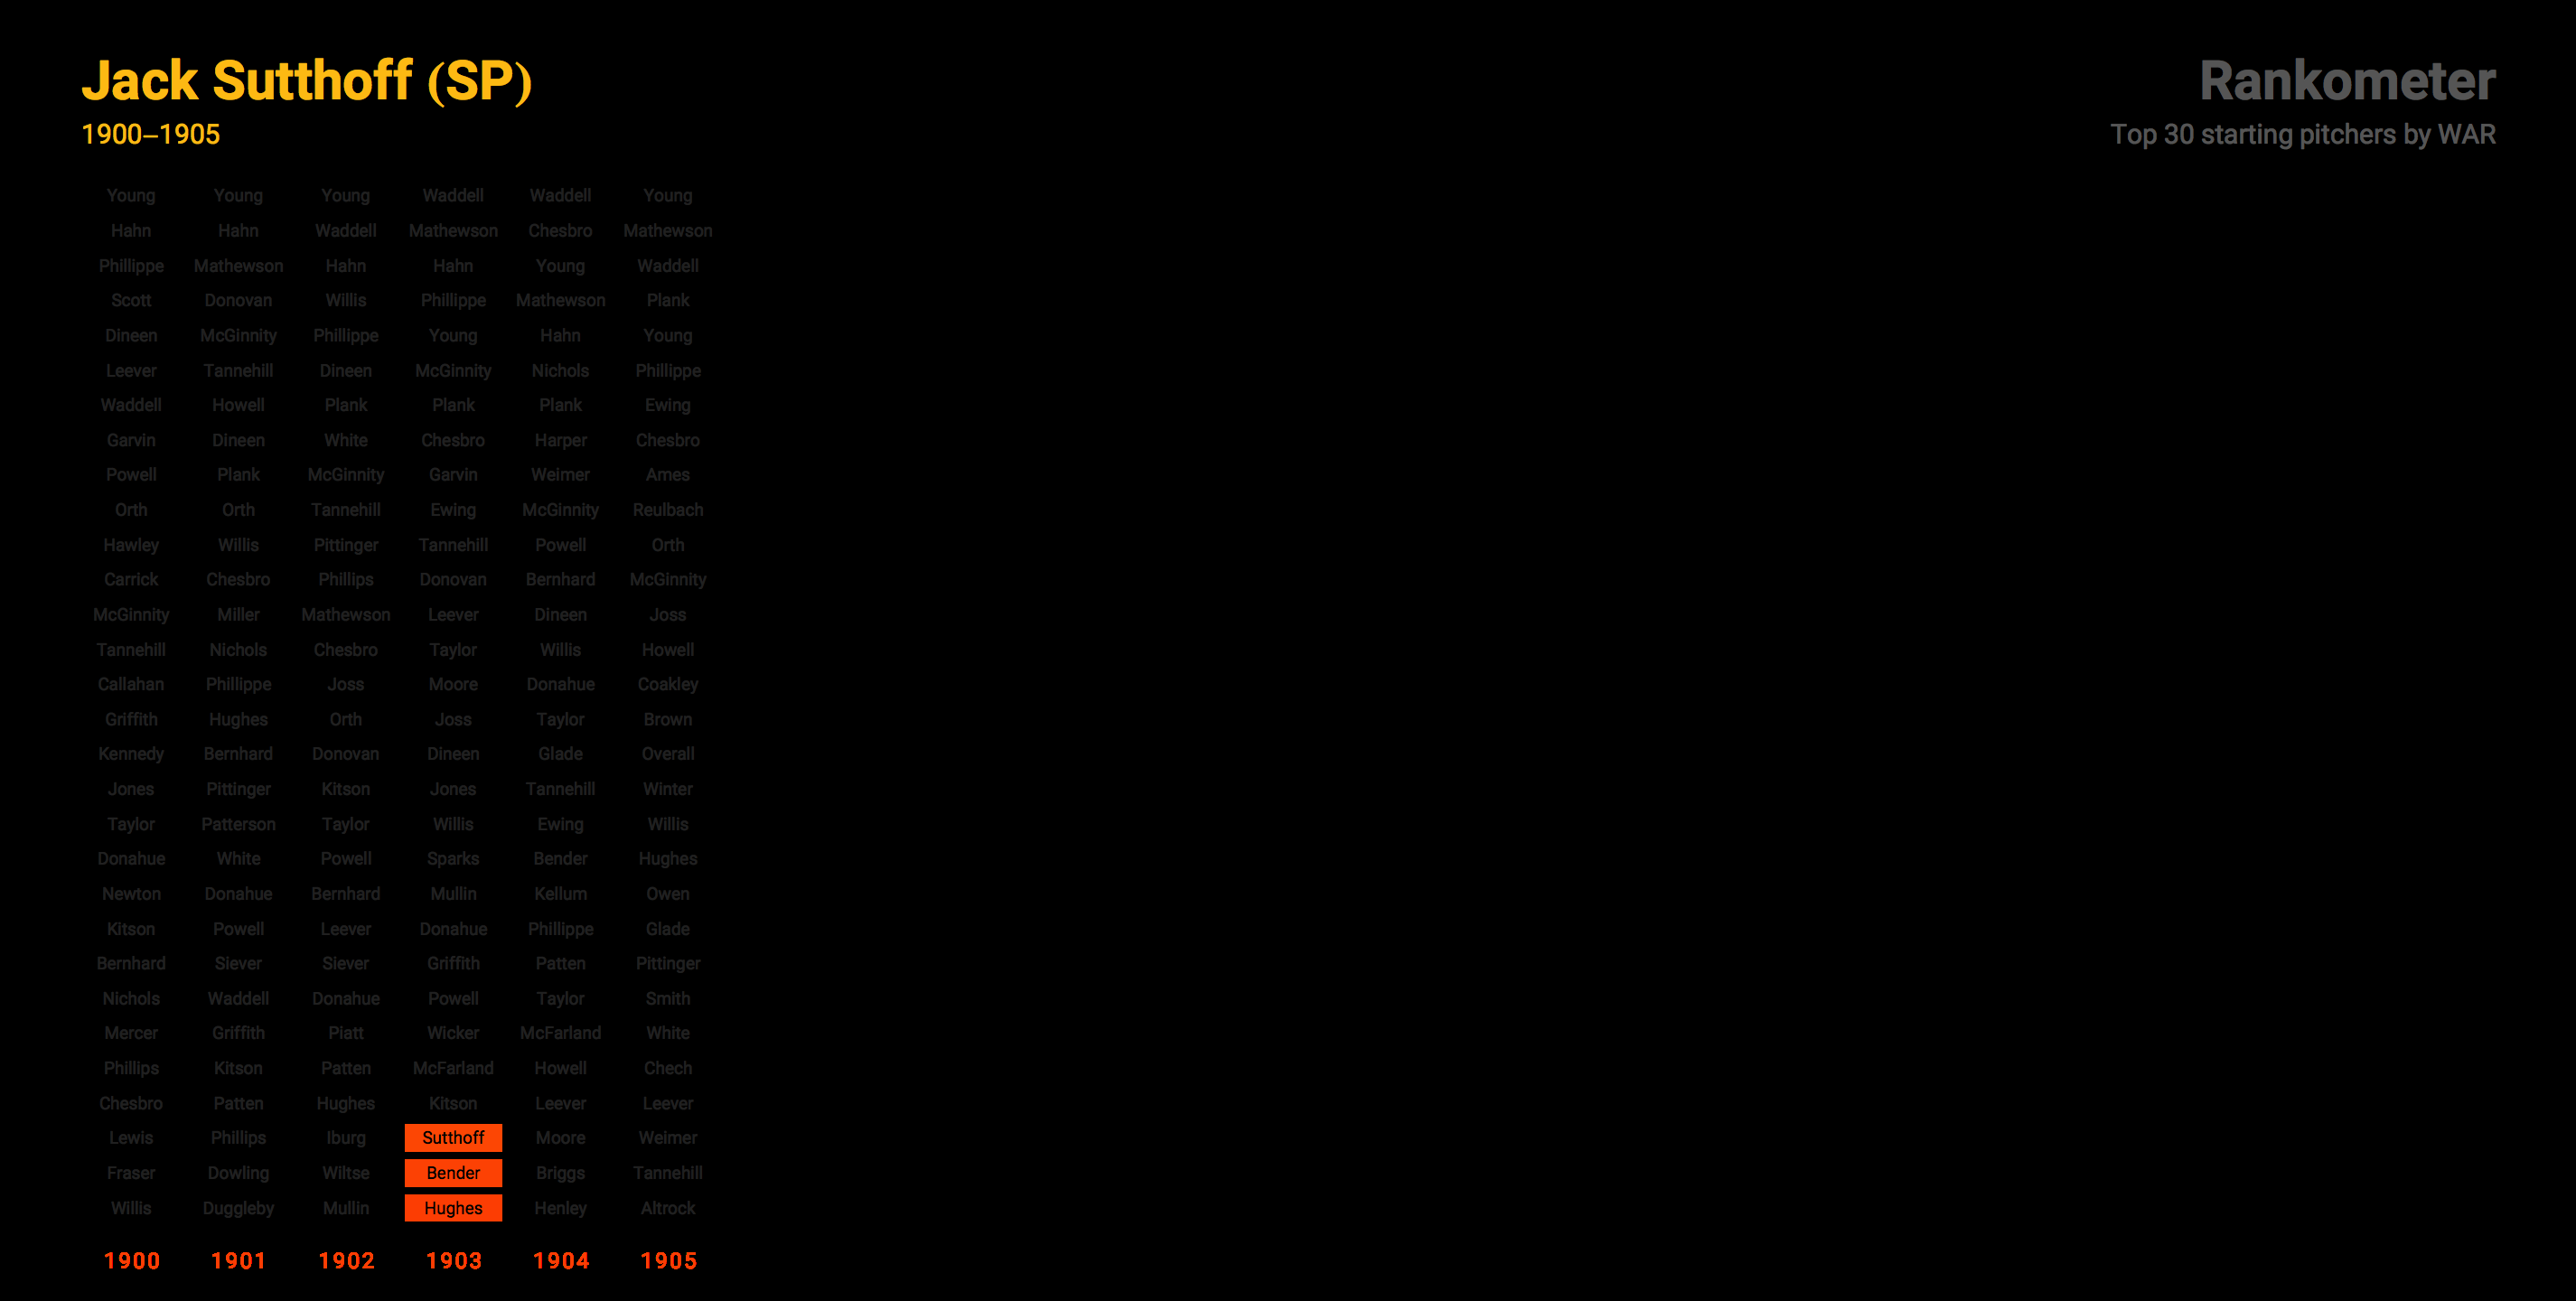 Jack Sutthoff (SP)
1900–1905
Rankometer
Top 30 starting pitchers by WAR
Young Young Young Waddell Waddell Young
Hahn Hahn Waddell Mathewson Chesbro Mathewson
Phillippe Mathewson Hahn Hahn Young Waddell
Scott Donovan Willis Phillippe Mathewson Plank
Dineen McGinnity Phillippe Young Hahn Young
Leever Tannehill Dineen McGinnity Nichols Phillippe
Waddell Howell Plank Plank Plank Ewing
Garvin Dineen White Chesbro Harper Chesbro
Powell Plank McGinnity Garvin Weimer Ames
Orth Orth Tannehill Ewing McGinnity Reulbach
Hawley Willis Pittinger Tannehill Powell Orth
Carrick Chesbro Phillips Donovan Bernhard McGinnity
McGinnity Miller Mathewson Leever Dineen Joss
Tannehill Nichols Chesbro Taylor Willis Howell
Callahan Phillippe Joss Moore Donahue Coakley
Griffith Hughes Orth Joss Taylor Brown
Kennedy Bernhard Donovan Dineen Glade Overall
Jones Pittinger Kitson Jones Tannehill Winter
Taylor Patterson Taylor Willis Ewing Willis
Donahue White Powell Sparks Bender Hughes
Newton Donahue Bernhard Mullin Kellum Owen
Kitson Powell Leever Donahue Phillippe Glade
Bernhard Siever Siever Griffith Patten Pittinger
Nichols Waddell Donahue Powell Taylor Smith
Mercer Griffith Piatt Wicker McFarland White
Phillips Kitson Patten McFarland Howell Chech
Chesbro Patten Hughes Kitson Leever Leever
Lewis Phillips Iburg Sutthoff Moore Weimer
Fraser Dowling Wiltse Bender Briggs Tannehill
Willis Duggleby Mullin Hughes Henley Altrock
1900 1901 1902 1903 1904 1905